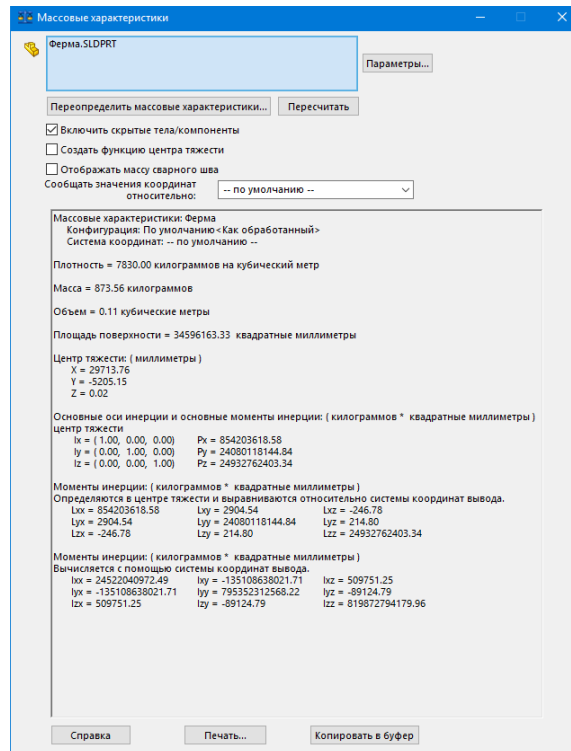 Массовые характеристики
Ферма.SLDPRT
Параметры...
Переопределить массовые характеристики... Пересчитать
Включить скрытые тела/компоненты
Создать функцию центра тяжести
Отображать массу сварного шва
Сообщать значения координат
относительно: -- по умолчанию --
Массовые характеристики: Ферма
Конфигурация: По умолчанию<Как обработанный>
Система координат: -- по умолчанию --
Плотность = 7830.00 килограммов на кубический метр
Масса = 873.56 килограммов
Объем = 0.11 кубические метры
Площадь поверхности = 34596163.33 квадратные миллиметры
Центр тяжести: ( миллиметры )
X = 29713.76
Y = -5205.15
Z = 0.02
Основные оси инерции и основные моменты инерции: ( килограммов * квадратные миллиметры )
центр тяжести
Ix = ( 1.00, 0.00, 0.00) Px = 854203618.58
Iy = ( 0.00, 1.00, 0.00) Py = 24080118144.84
Iz = ( 0.00, 0.00, 1.00) Pz = 24932762403.34
Моменты инерции: ( килограммов * квадратные миллиметры )
Определяются в центре тяжести и выравниваются относительно системы координат вывода.
Lxx = 854203618.58 Lxy = 2904.54 Lxz = -246.78
Lyx = 2904.54 Lyy = 24080118144.84 Lyz = 214.80
Lzx = -246.78 Lzy = 214.80 Lzz = 24932762403.34
Моменты инерции: ( килограммов * квадратные миллиметры )
Вычисляется с помощью системы координат вывода.
Ixx = 24522040972.49 Ixy = -135108638021.71 Ixz = 509751.25
Iyx = -135108638021.71 Iyy = 795352312568.22 Iyz = -89124.79
Izx = 509751.25 Izy = -89124.79 Izz = 819872794179.96
Справка Печать... Копировать в буфер